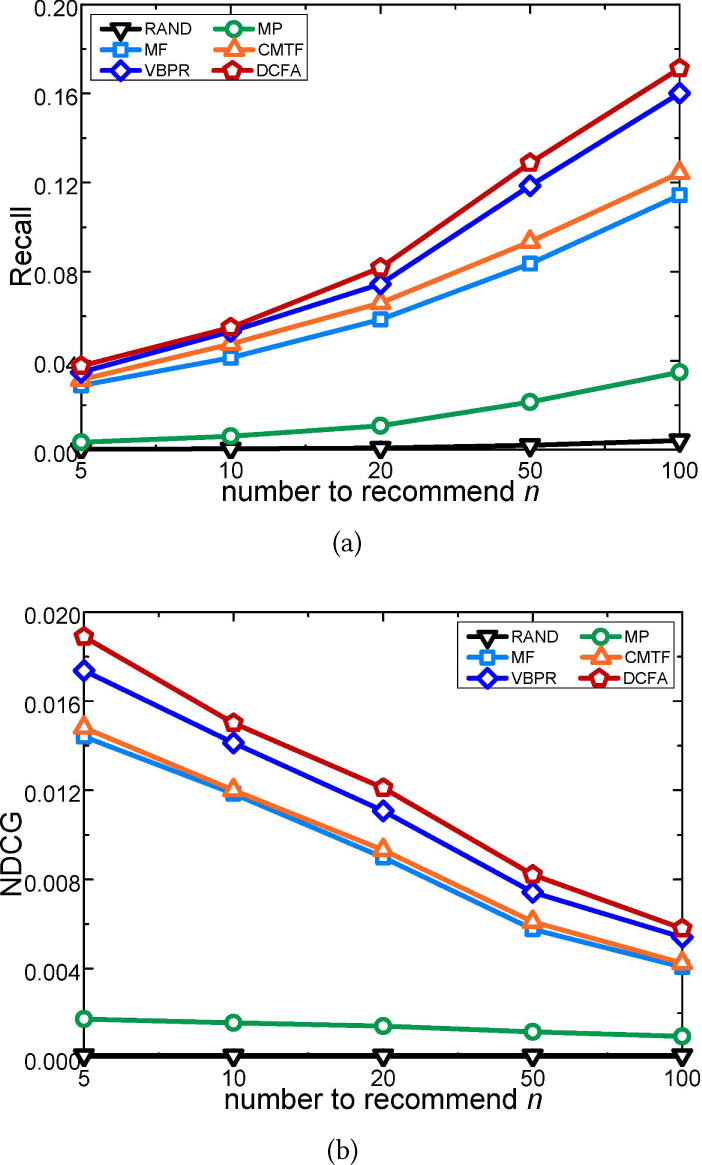 0.20
RAND MP
MF CMTF
VBPR DCFA
0.16
0.12
Recall
0.08
0.04
0.00
5 10 20 50 100
number to recommend n
(a)
0.020
RAND MP
MF CMTF
VBPR DCFA
0.016
0.012
NDCG
0.008
0.004
0.000
5 10 20 50 100
number to recommend n
(b)